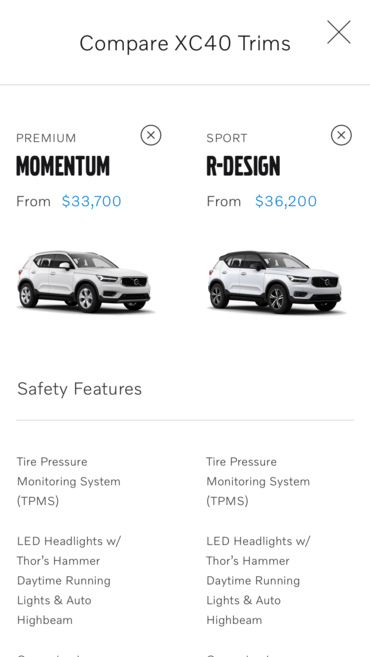 Compare XC40 Trims
PREMIUM
MOMENTUM
From $33,700
SPORT
R-DESIGN
From $36,200
Safety Features
Tire Pressure
Monitoring System
(TPMS)
LED Headlights w/
Thor's Hammer
Daytime Running
Lights & Auto
Highbeam
Tire Pressure
Monitoring System
(TPMS)
LED Headlights w/
Thor's Hammer
Daytime Running
Lights & Auto
Highbeam